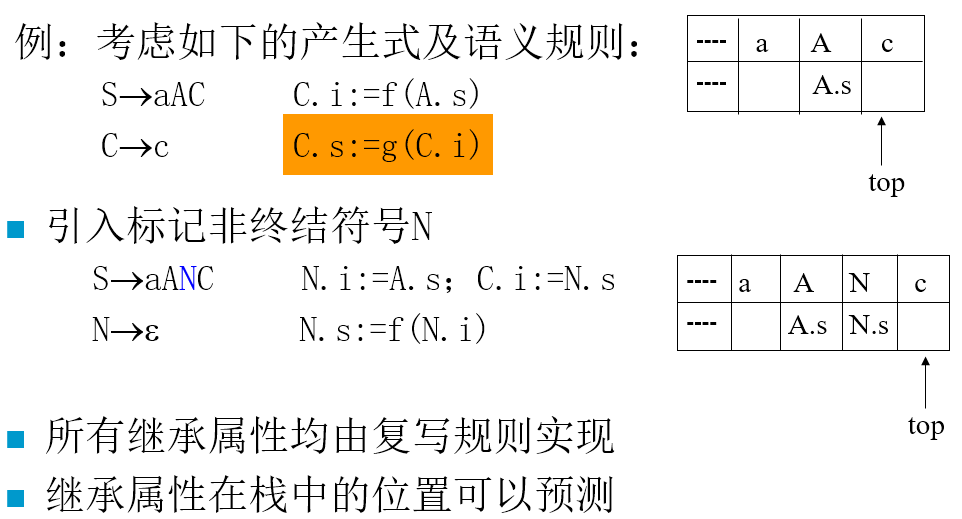 例：考虑如下的产生式及语义规则：
S→aAC C.i:=f(A.s)
C→c C.s:=g(C.i)
---- a A c
---- A.s
top
■ 引入标记非终结符号N
S→aANC N.i:=A.s；C.i:=N.s
N→ε N.s:=f(N.i)
---- a A N c
---- A.s N.s
top
■ 所有继承属性均由复写规则实现
■ 继承属性在栈中的位置可以预测